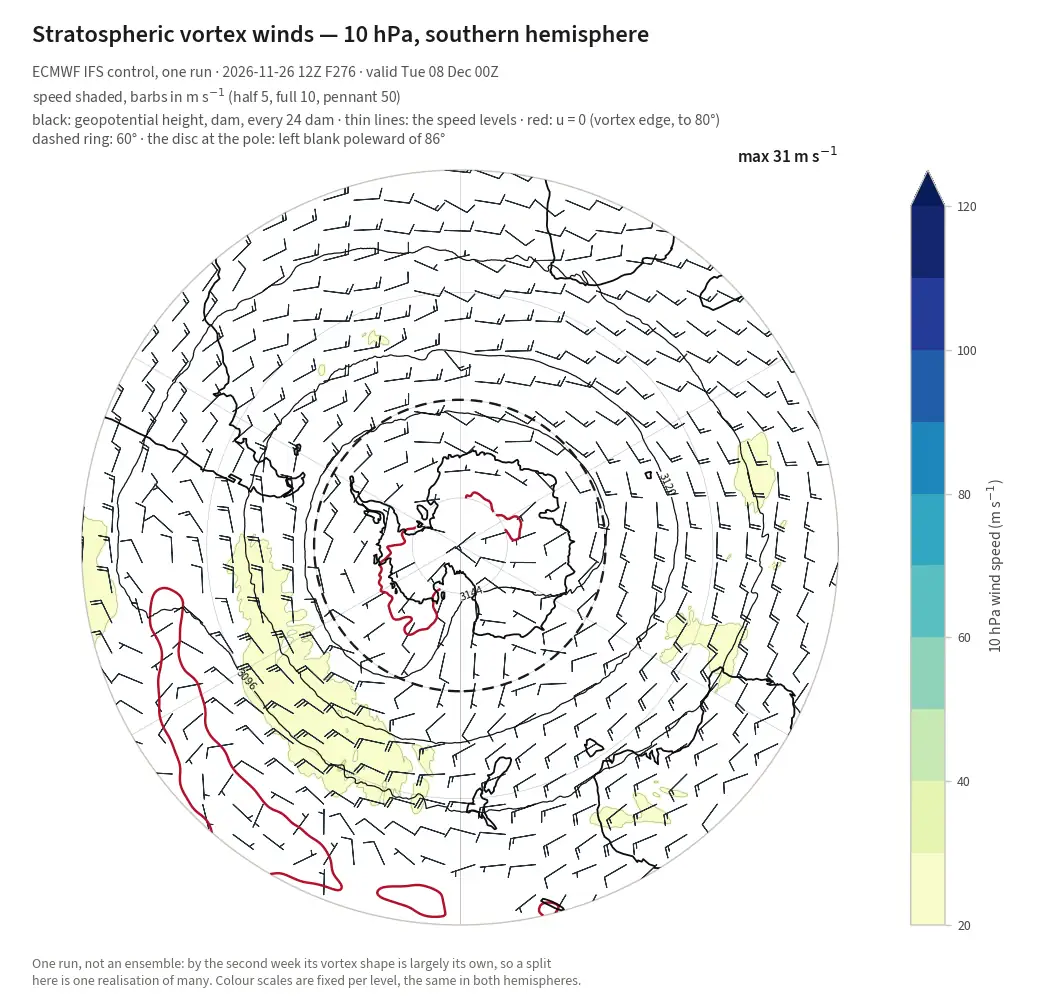 Stratospheric vortex winds — 10 hPa, southern hemisphere
ECMWF IFS control, one run · 2026-11-26 12Z F276 · valid Tue 08 Dec 00Z
speed shaded, barbs in m s⁻¹ (half 5, full 10, pennant 50)
black: geopotential height, dam, every 24 dam · thin lines: the speed levels · red: u = 0 (vortex edge, to 80°)
dashed ring: 60° · the disc at the pole: left blank poleward of 86°
max 31 m s⁻¹
120
100
80
60
40
20
10 hPa wind speed (m s⁻¹)
3120
3144
3096
One run, not an ensemble: by the second week its vortex shape is largely its own, so a split
here is one realisation of many. Colour scales are fixed per level, the same in both hemispheres.